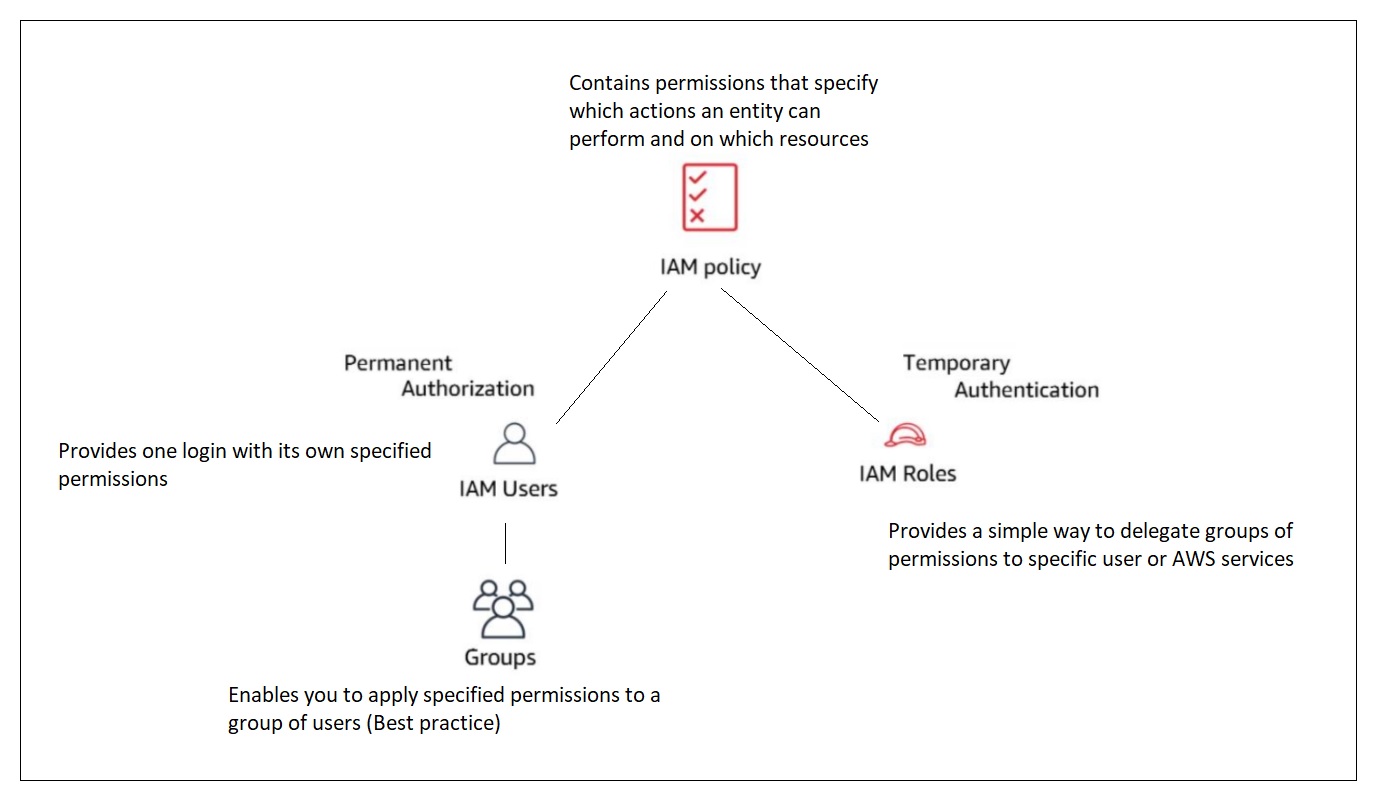 Contains permissions that specify
which actions an entity can
perform and on which resources
IAM policy
Permanent
Authorization
Temporary
Authentication
Provides one login with its own specified
permissions
IAM Users
IAM Roles
Provides a simple way to delegate groups of
permissions to specific user or AWS services
Groups
Enables you to apply specified permissions to a
group of users (Best practice)